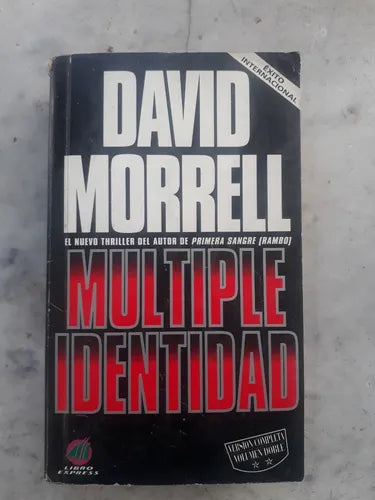 ÉXITO
INTERNACIONAL
DAVID
MORRELL
EL NUEVO THRILLER DEL AUTOR DE PRIMERA SANGRE (RAMBO)
MULTIPLE
IDENTIDAD
LIBRO
EXPRESS
VERSION COMPLETA
VOLUMEN DOBLE